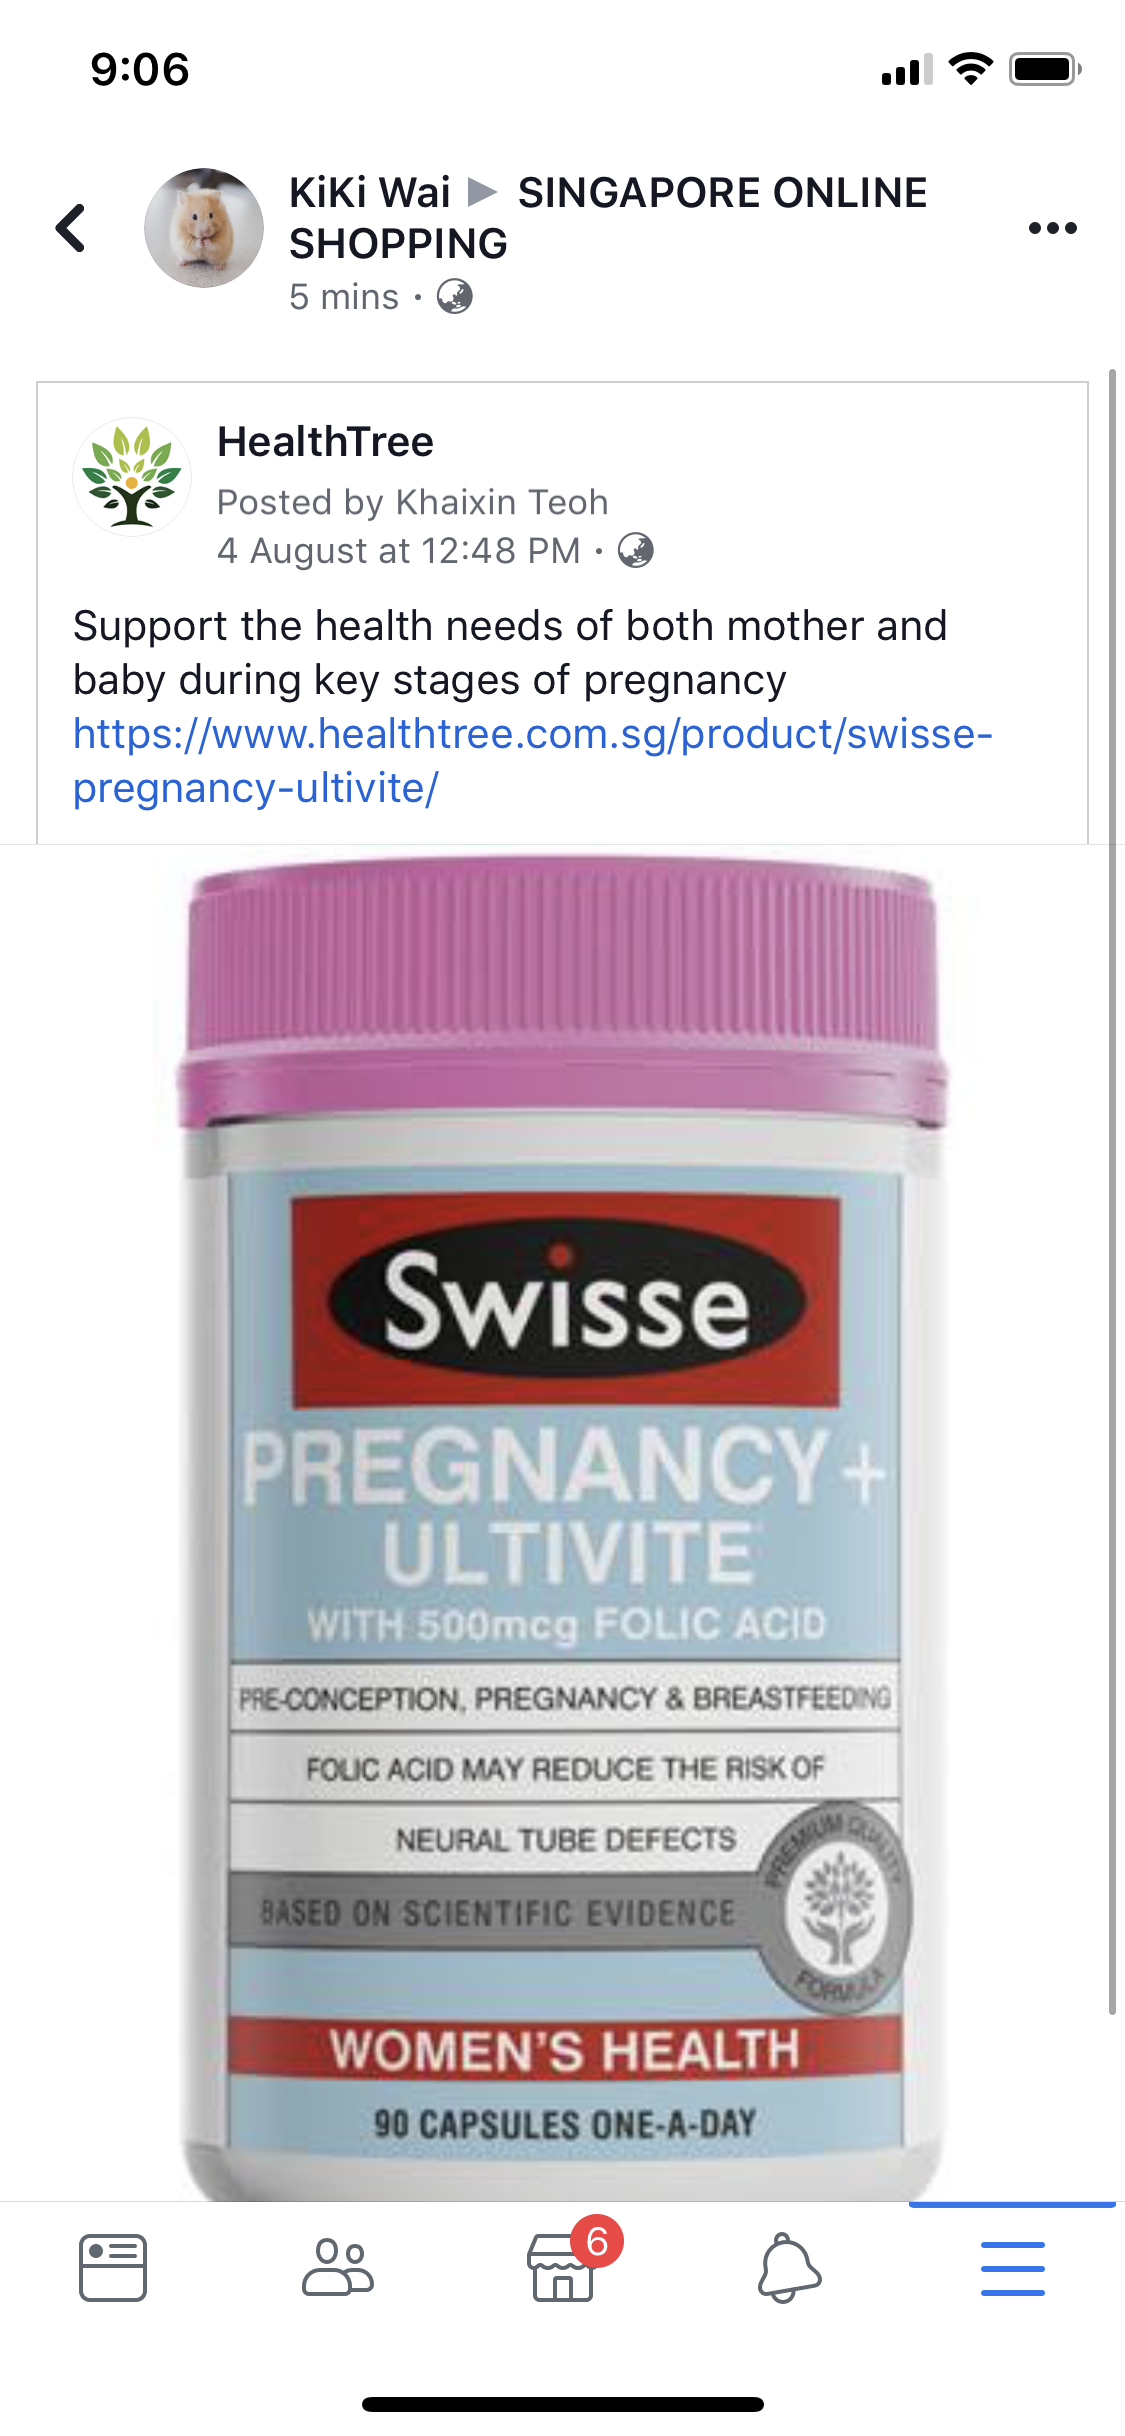 9:06
KiKi Wai ▶ SINGAPORE ONLINE
SHOPPING
5 mins ·
HealthTree
Posted by Khaixin Teoh
4 August at 12:48 PM ·
Support the health needs of both mother and
baby during key stages of pregnancy
https://www.healthtree.com.sg/product/swisse-
pregnancy-ultivite/
Swisse
PREGNANCY+
ULTIVITE
WITH 500mcg FOLIC ACID
PRE-CONCEPTION, PREGNANCY & BREASTFEEDING
FOLIC ACID MAY REDUCE THE RISK OF
NEURAL TUBE DEFECTS
PREMIUM QUALITY
BASED ON SCIENTIFIC EVIDENCE
FORMULA
WOMEN'S HEALTH
90 CAPSULES ONE-A-DAY
6